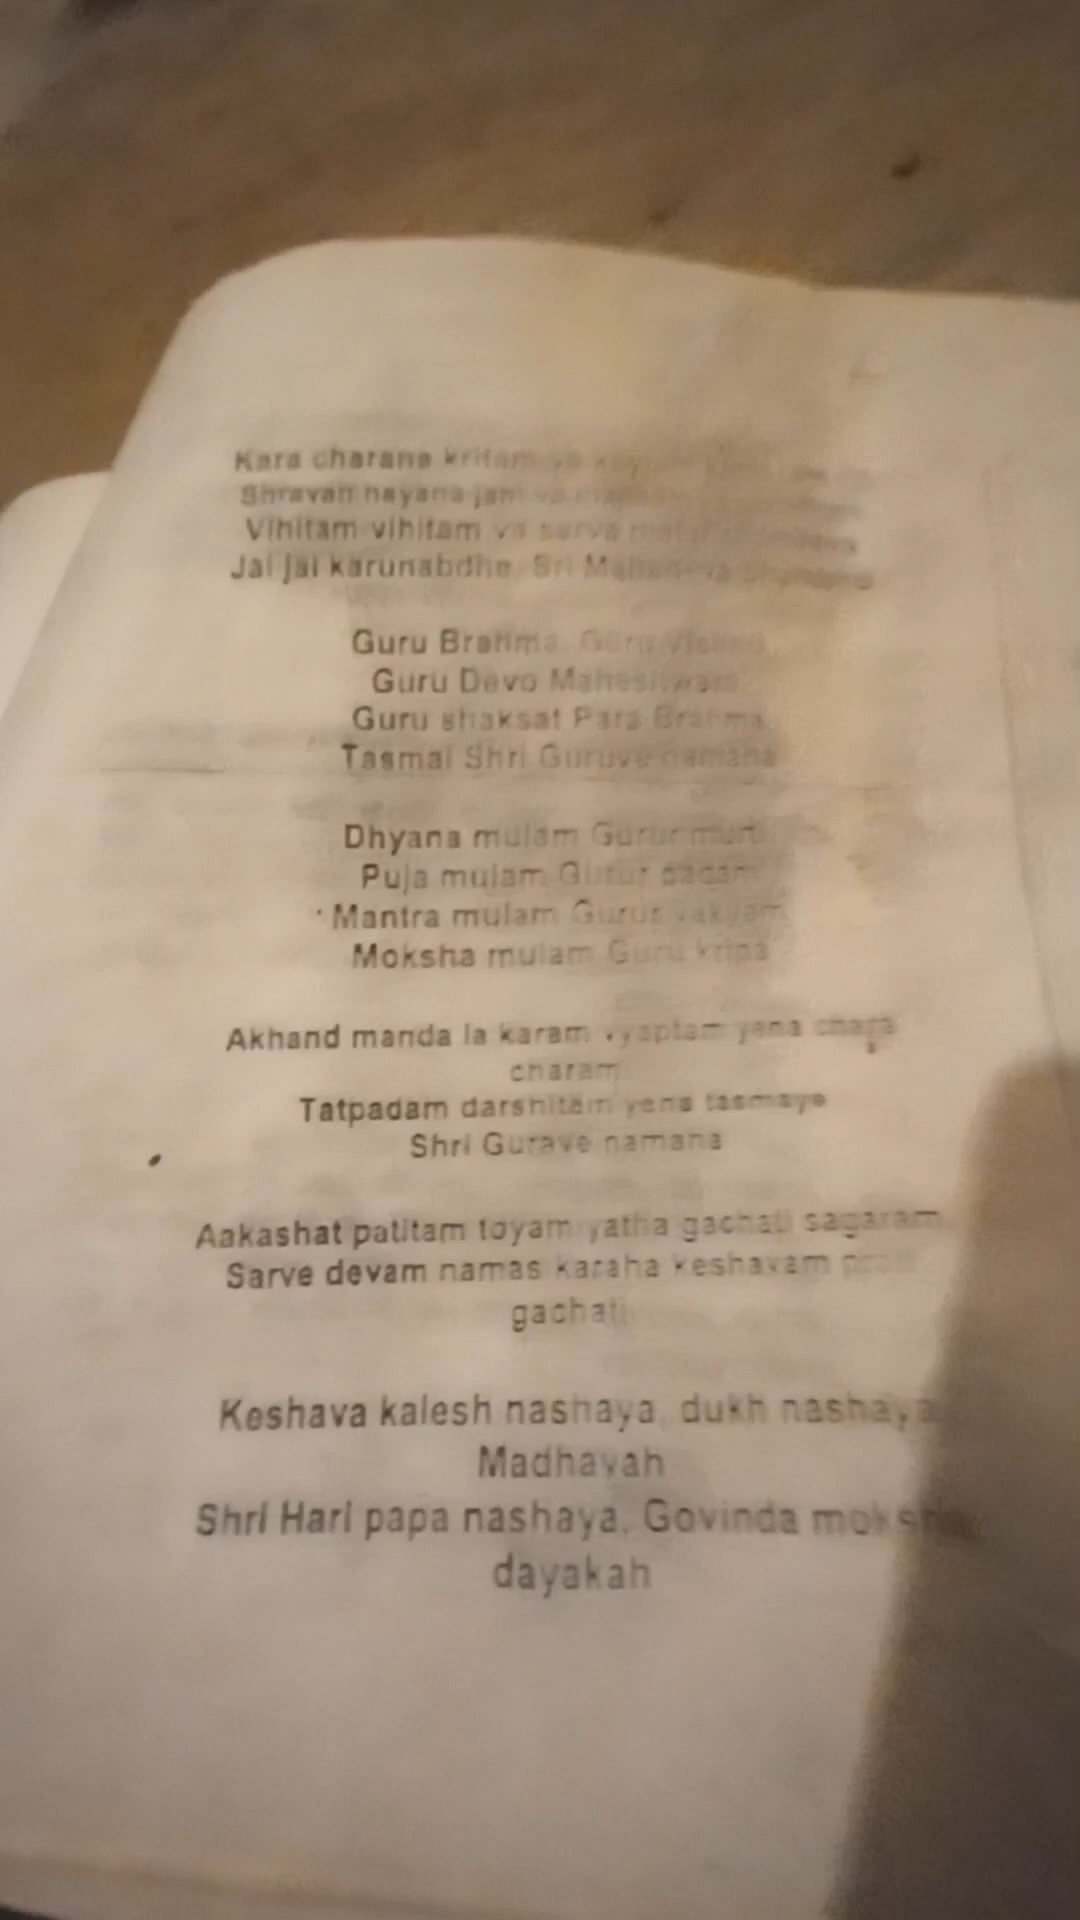 Kara charana kritam va
Shravan nayana jam va
Vihitam vihitam va sarva
Jai jai karunabdhe, Sri Mahadeva
Guru Brahma, Guru Vishnu
Guru Devo Maheshwara
Guru shaksat Para Brahma
Tasmai Shri Guruve namaha
Dhyana mulam Gurur murti
Puja mulam Gurur padam
Mantra mulam Gurur vakyam
Moksha mulam Guru kripa
Akhand manda la karam vyaptam yena chara
charam
Tatpadam darshitam yena tasmaye
Shri Gurave namaha
Aakashat patitam toyam yatha gachati sagaram
Sarve devam namas karaha keshavam
gachati
Keshava kalesh nashaya, dukh nashaya
Madhavah
Shri Hari papa nashaya, Govinda moksha
dayakah